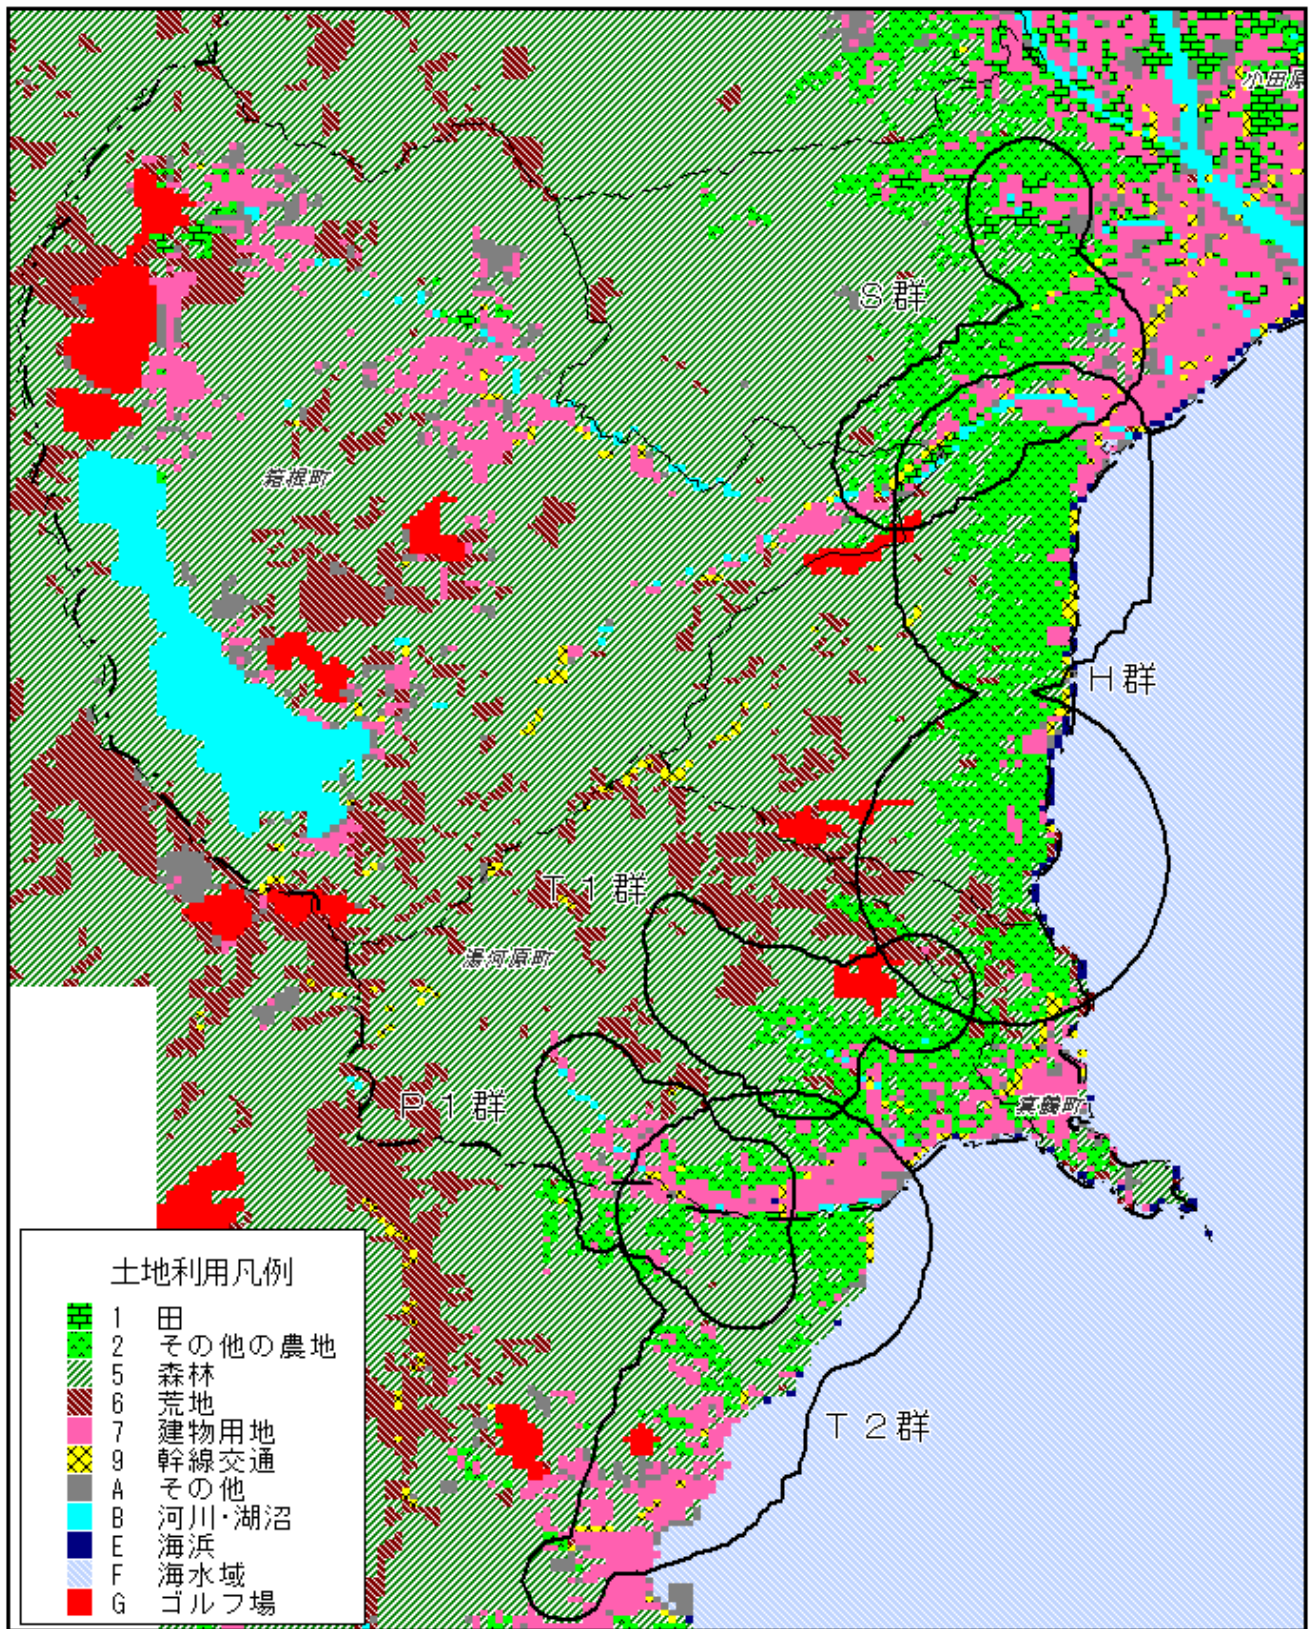 小田原
S群
箱根町
H群
T1群
湯河原町
P1群
真鶴町
T2群
土地利用凡例
1 田
2 その他の農地
5 森林
6 荒地
7 建物用地
9 幹線交通
A その他
B 河川・湖沼
E 海浜
F 海水域
G ゴルフ場